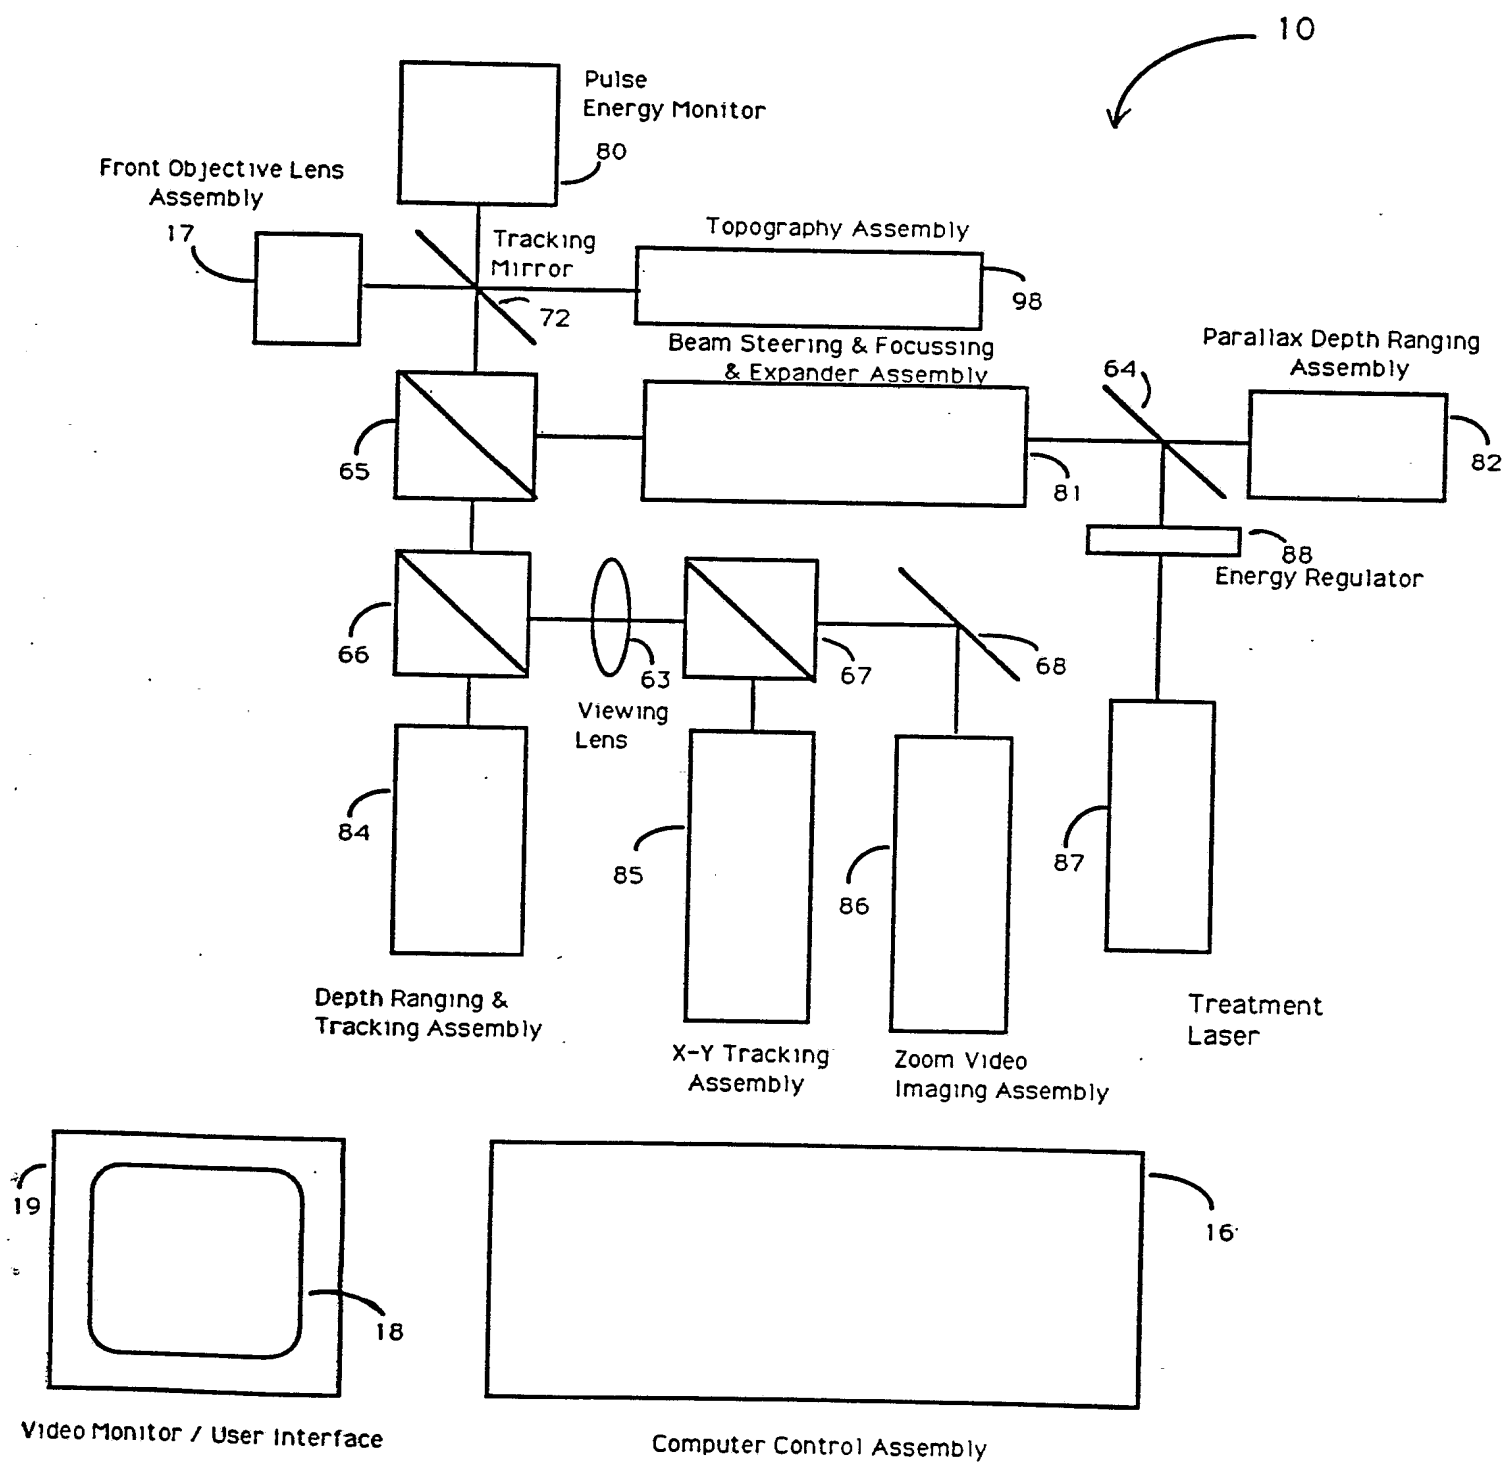 10
Pulse
Energy Monitor
80
Front Objective Lens
Assembly
17
Tracking
Mirror
72
Topography Assembly
98
Beam Steering & Focussing
& Expander Assembly
81
64
Parallax Depth Ranging
Assembly
82
65
88
Energy Regulator
66
63
Viewing
Lens
67
68
84
85
86
87
Depth Ranging &
Tracking Assembly
X-Y Tracking
Assembly
Zoom Video
Imaging Assembly
Treatment
Laser
19
18
16
Video Monitor / User Interface
Computer Control Assembly